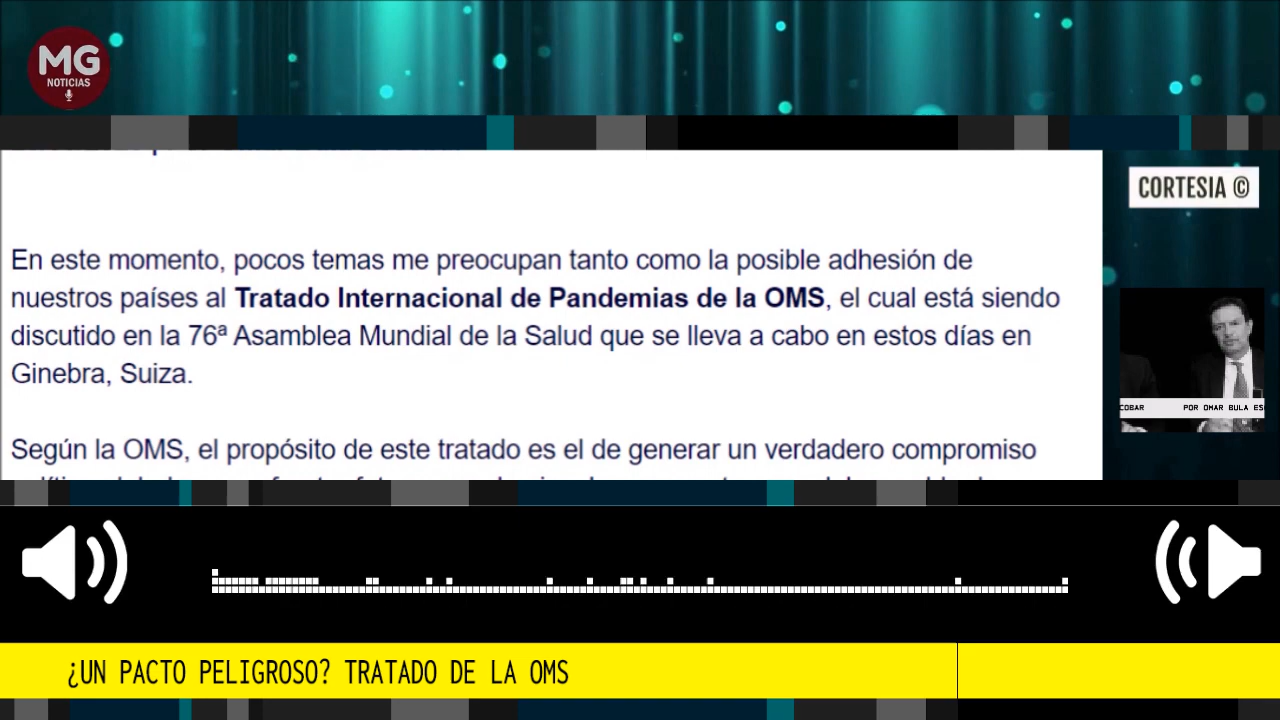 MG
NOTICIAS
CORTESIA ©
En este momento, pocos temas me preocupan tanto como la posible adhesión de
nuestros países al Tratado Internacional de Pandemias de la OMS, el cual está siendo
discutido en la 76ª Asamblea Mundial de la Salud que se lleva a cabo en estos días en
Ginebra, Suiza.
COBAR POR OMAR BULA ES
Según la OMS, el propósito de este tratado es el de generar un verdadero compromiso
¿UN PACTO PELIGROSO? TRATADO DE LA OMS